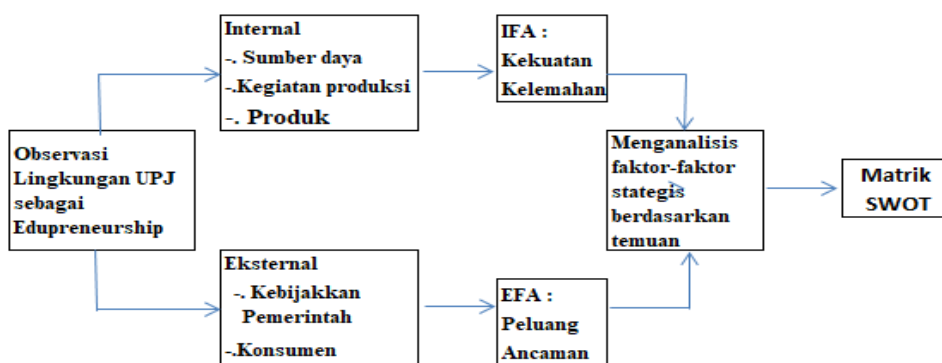 Observasi
Lingkungan UPJ
sebagai
Edupreneurship
Internal
-. Sumber daya
-.Kegiatan produksi
-. Produk
IFA :
Kekuatan
Kelemahan
Eksternal
-. Kebijakkan
Pemerintah
-.Konsumen
EFA :
Peluang
Ancaman
Menganalisis
faktor-faktor
stategis
berdasarkan
temuan
Matrik
SWOT